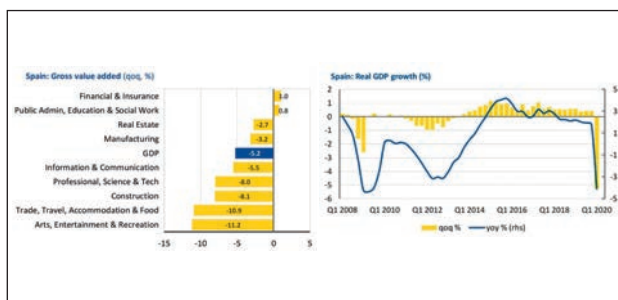 Spain: Gross value added (qoq, %)
Financial & Insurance 1.0
Public Admin, Education & Social Work 0.8
Real Estate -2.7
Manufacturing -3.2
GDP -5.2
Information & Communication -5.5
Professional, Science & Tech -8.0
Construction -8.1
Trade, Travel, Accommodation & Food -10.9
Arts, Entertainment & Recreation -11.2
-15 -10 -5 0 5
Spain: Real GDP growth (%)
2 5
1 3
0
-1 1
-2 -1
-3
-4 -3
-5
-6 -5
Q1 2008 Q1 2010 Q1 2012 Q1 2014 Q1 2016 Q1 2018 Q1 2020
qoq % yoy % (rhs)